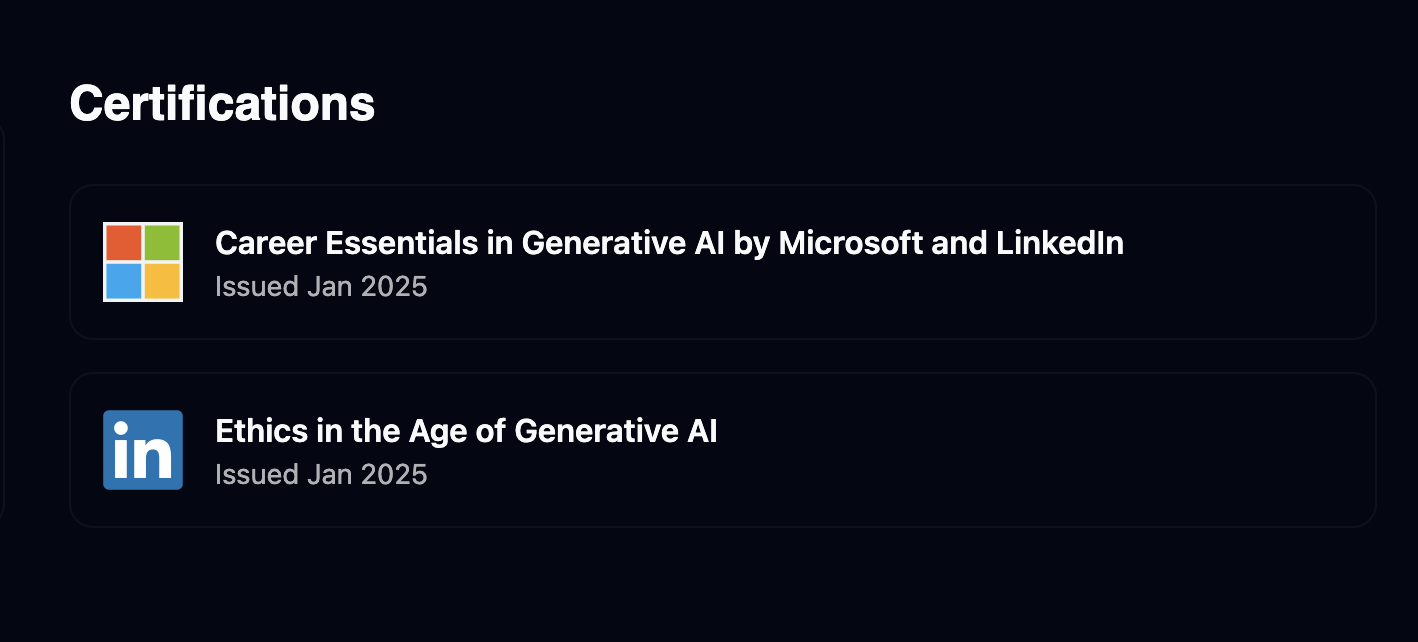 Certifications
Career Essentials in Generative AI by Microsoft and LinkedIn
Issued Jan 2025
in
Ethics in the Age of Generative AI
Issued Jan 2025